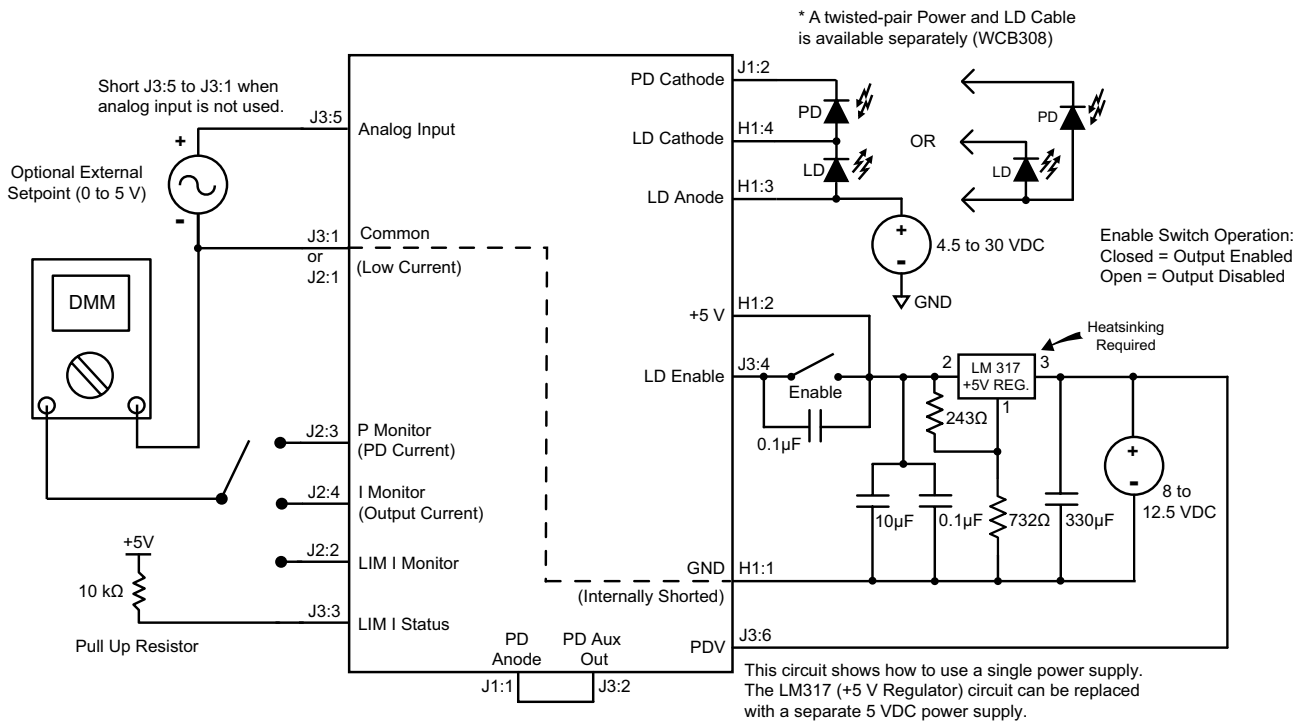 * A twisted-pair Power and LD Cable
is available separately (WCB308)
Short J3:5 to J3:1 when
analog input is not used.
J3:5
Analog Input
+
Optional External
Setpoint (0 to 5 V)
-
J3:1
or
J2:1
Common
(Low Current)
DMM
J2:3
P Monitor
(PD Current)
J2:4
I Monitor
(Output Current)
J2:2
LIM I Monitor
+5V
10 kΩ
J3:3
LIM I Status
Pull Up Resistor
PD
Anode
PD Aux
Out
J1:1
J3:2
PD Cathode
J1:2
PD
LD Cathode
H1:4
LD
LD Anode
H1:3
OR
PD
LD
+
-
4.5 to 30 VDC
GND
Enable Switch Operation:
Closed = Output Enabled
Open = Output Disabled
+5 V
H1:2
Heatsinking
Required
LD Enable
J3:4
Enable
0.1µF
2
LM 317
+5V REG.
3
1
243Ω
10µF
0.1µF
732Ω
330µF
+
-
8 to
12.5 VDC
GND
H1:1
(Internally Shorted)
PDV
J3:6
This circuit shows how to use a single power supply.
The LM317 (+5 V Regulator) circuit can be replaced
with a separate 5 VDC power supply.